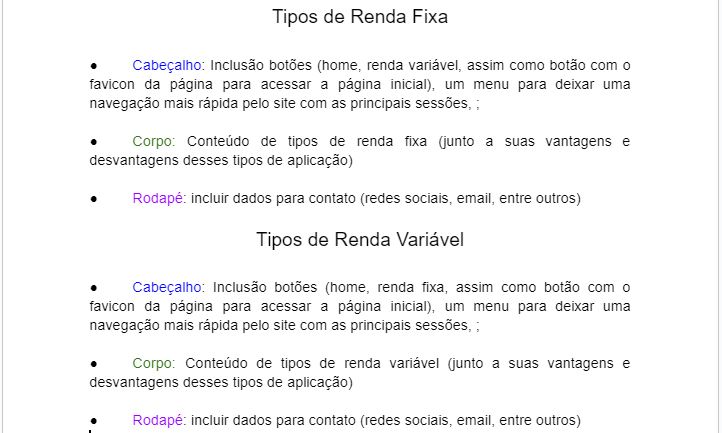 Tipos de Renda Fixa
● Cabeçalho: Inclusão botões (home, renda variável, assim como botão com o
favicon da página para acessar a página inicial), um menu para deixar uma
navegação mais rápida pelo site com as principais sessões, ;
● Corpo: Conteúdo de tipos de renda fixa (junto a suas vantagens e
desvantagens desses tipos de aplicação)
● Rodapé: incluir dados para contato (redes sociais, email, entre outros)
Tipos de Renda Variável
● Cabeçalho: Inclusão botões (home, renda fixa, assim como botão com o
favicon da página para acessar a página inicial), um menu para deixar uma
navegação mais rápida pelo site com as principais sessões, ;
● Corpo: Conteúdo de tipos de renda variável (junto a suas vantagens e
desvantagens desses tipos de aplicação)
● Rodapé: incluir dados para contato (redes sociais, email, entre outros)